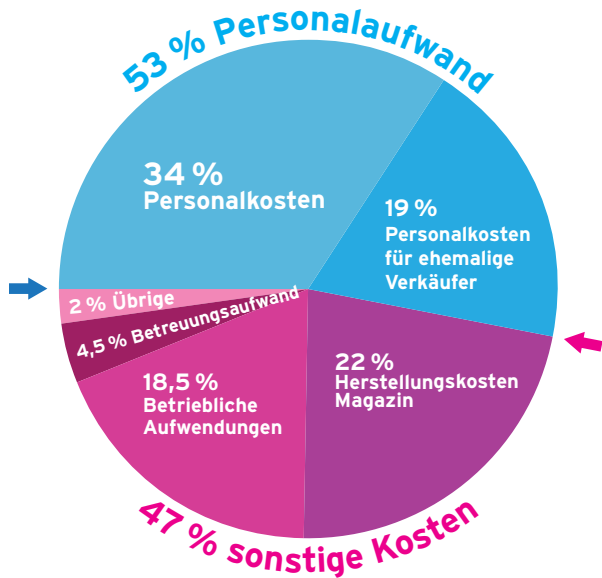 53 % Personalaufwand
34 %
Personalkosten
19 %
Personalkosten
für ehemalige
Verkäufer
2 % Übrige
4,5 % Betreuungsaufwand
22 %
Herstellungskosten
Magazin
18,5 %
Betriebliche
Aufwendungen
47 % sonstige Kosten